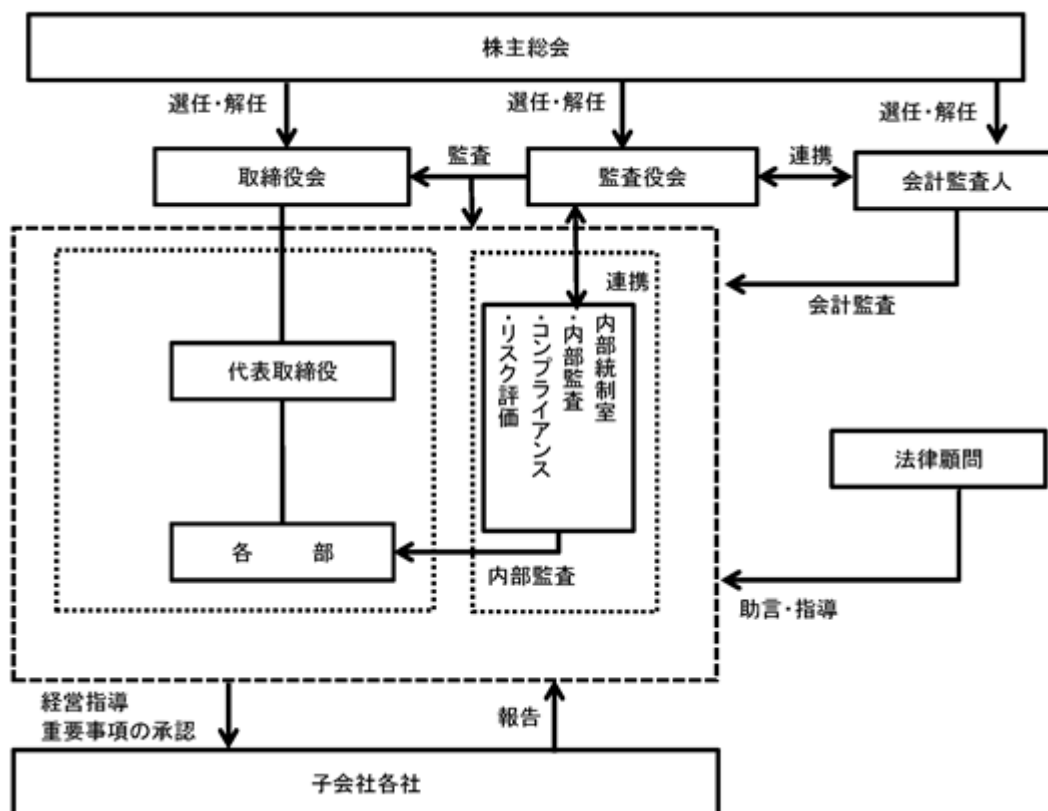 株主総会
選任・解任
選任・解任
選任・解任
取締役会
監査
監査役会
連携
会計監査人
連携
会計監査
内部統制室
・内部監査
・コンプライアンス
・リスク評価
代表取締役
法律顧問
各　　部
内部監査
助言・指導
経営指導
重要事項の承認
報告
子会社各社